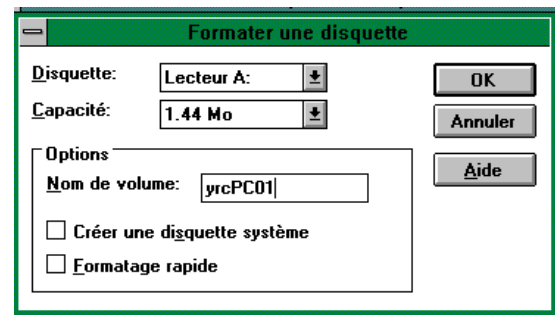 Formater une disquette
Disquette: Lecteur A: OK
Capacité: 1.44 Mo Annuler
Options Aide
Nom de volume: yrcPC01
Créer une disquette système
Formatage rapide